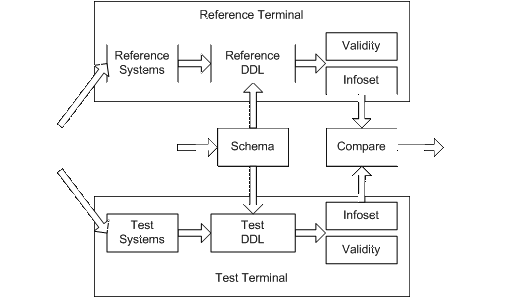 Reference Terminal
Validity
Reference
Systems
Reference
DDL
Infoset
Schema
Compare
Test
Systems
Test
DDL
Infoset
Validity
Test Terminal